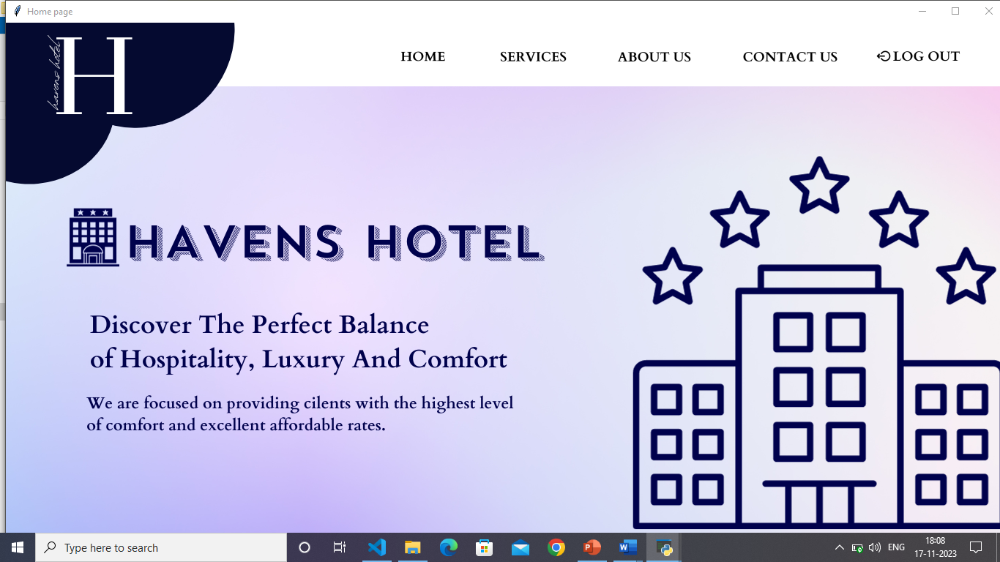 Home page
havens hotel
H
HOME SERVICES ABOUT US CONTACT US LOG OUT
HAVENS HOTEL
Discover The Perfect Balance
of Hospitality, Luxury And Comfort
We are focused on providing cilents with the highest level
of comfort and excellent affordable rates.
Type here to search
ENG
18:08
17-11-2023